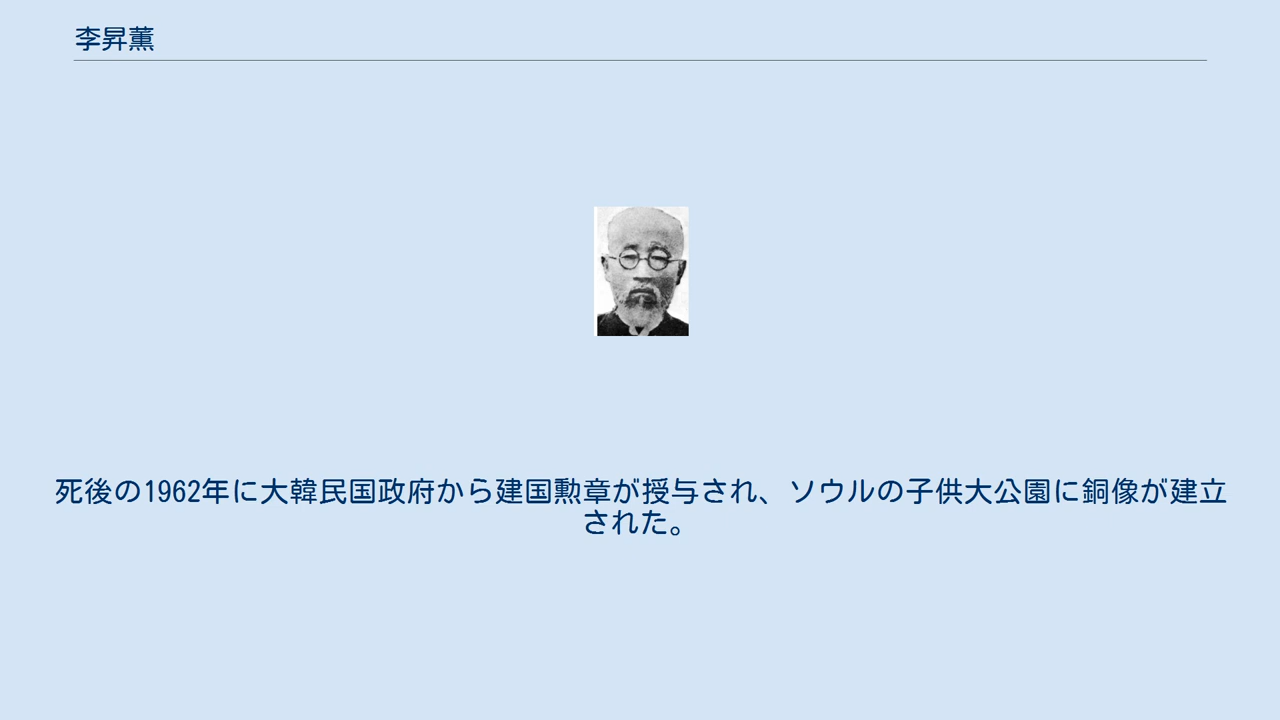 李昇薫
死後の1962年に大韓民国政府から建国勲章が授与され、ソウルの子供大公園に銅像が建立
された。